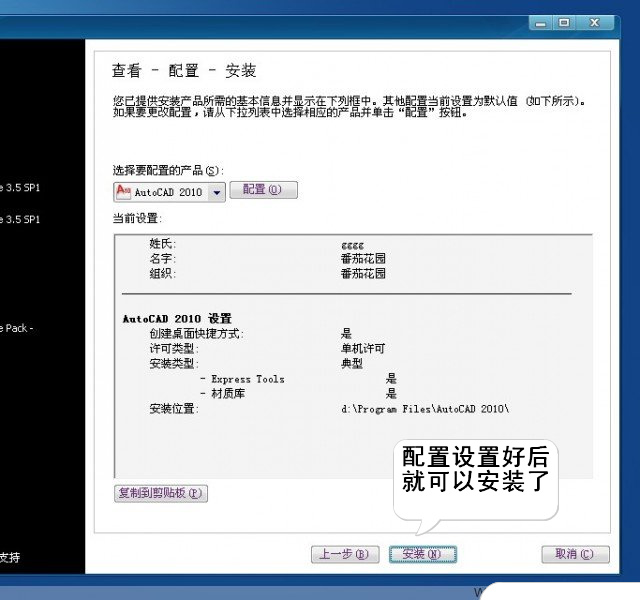 查看 - 配置 - 安装
您已提供安装产品所需的基本信息并显示在下列框中。其他配置当前设置为默认值（如下所示）。
如果要更改配置，请从下拉列表中选择相应的产品并单击“配置”按钮。
选择要配置的产品(S):
e 3.5 SP1
AutoCAD 2010
配置(O)
e 3.5 SP1
当前设置:
姓氏: gggg
名字: 番茄花园
组织: 番茄花园
AutoCAD 2010 设置
创建桌面快捷方式: 是
e Pack -
许可类型: 单机许可
安装类型: 典型
- Express Tools 是
- 材质库 是
安装位置: d:\Program Files\AutoCAD 2010\
配置设置好后
就可以安装了
复制到剪贴板(P)
支持
上一步(B)
安装(N)
取消(C)